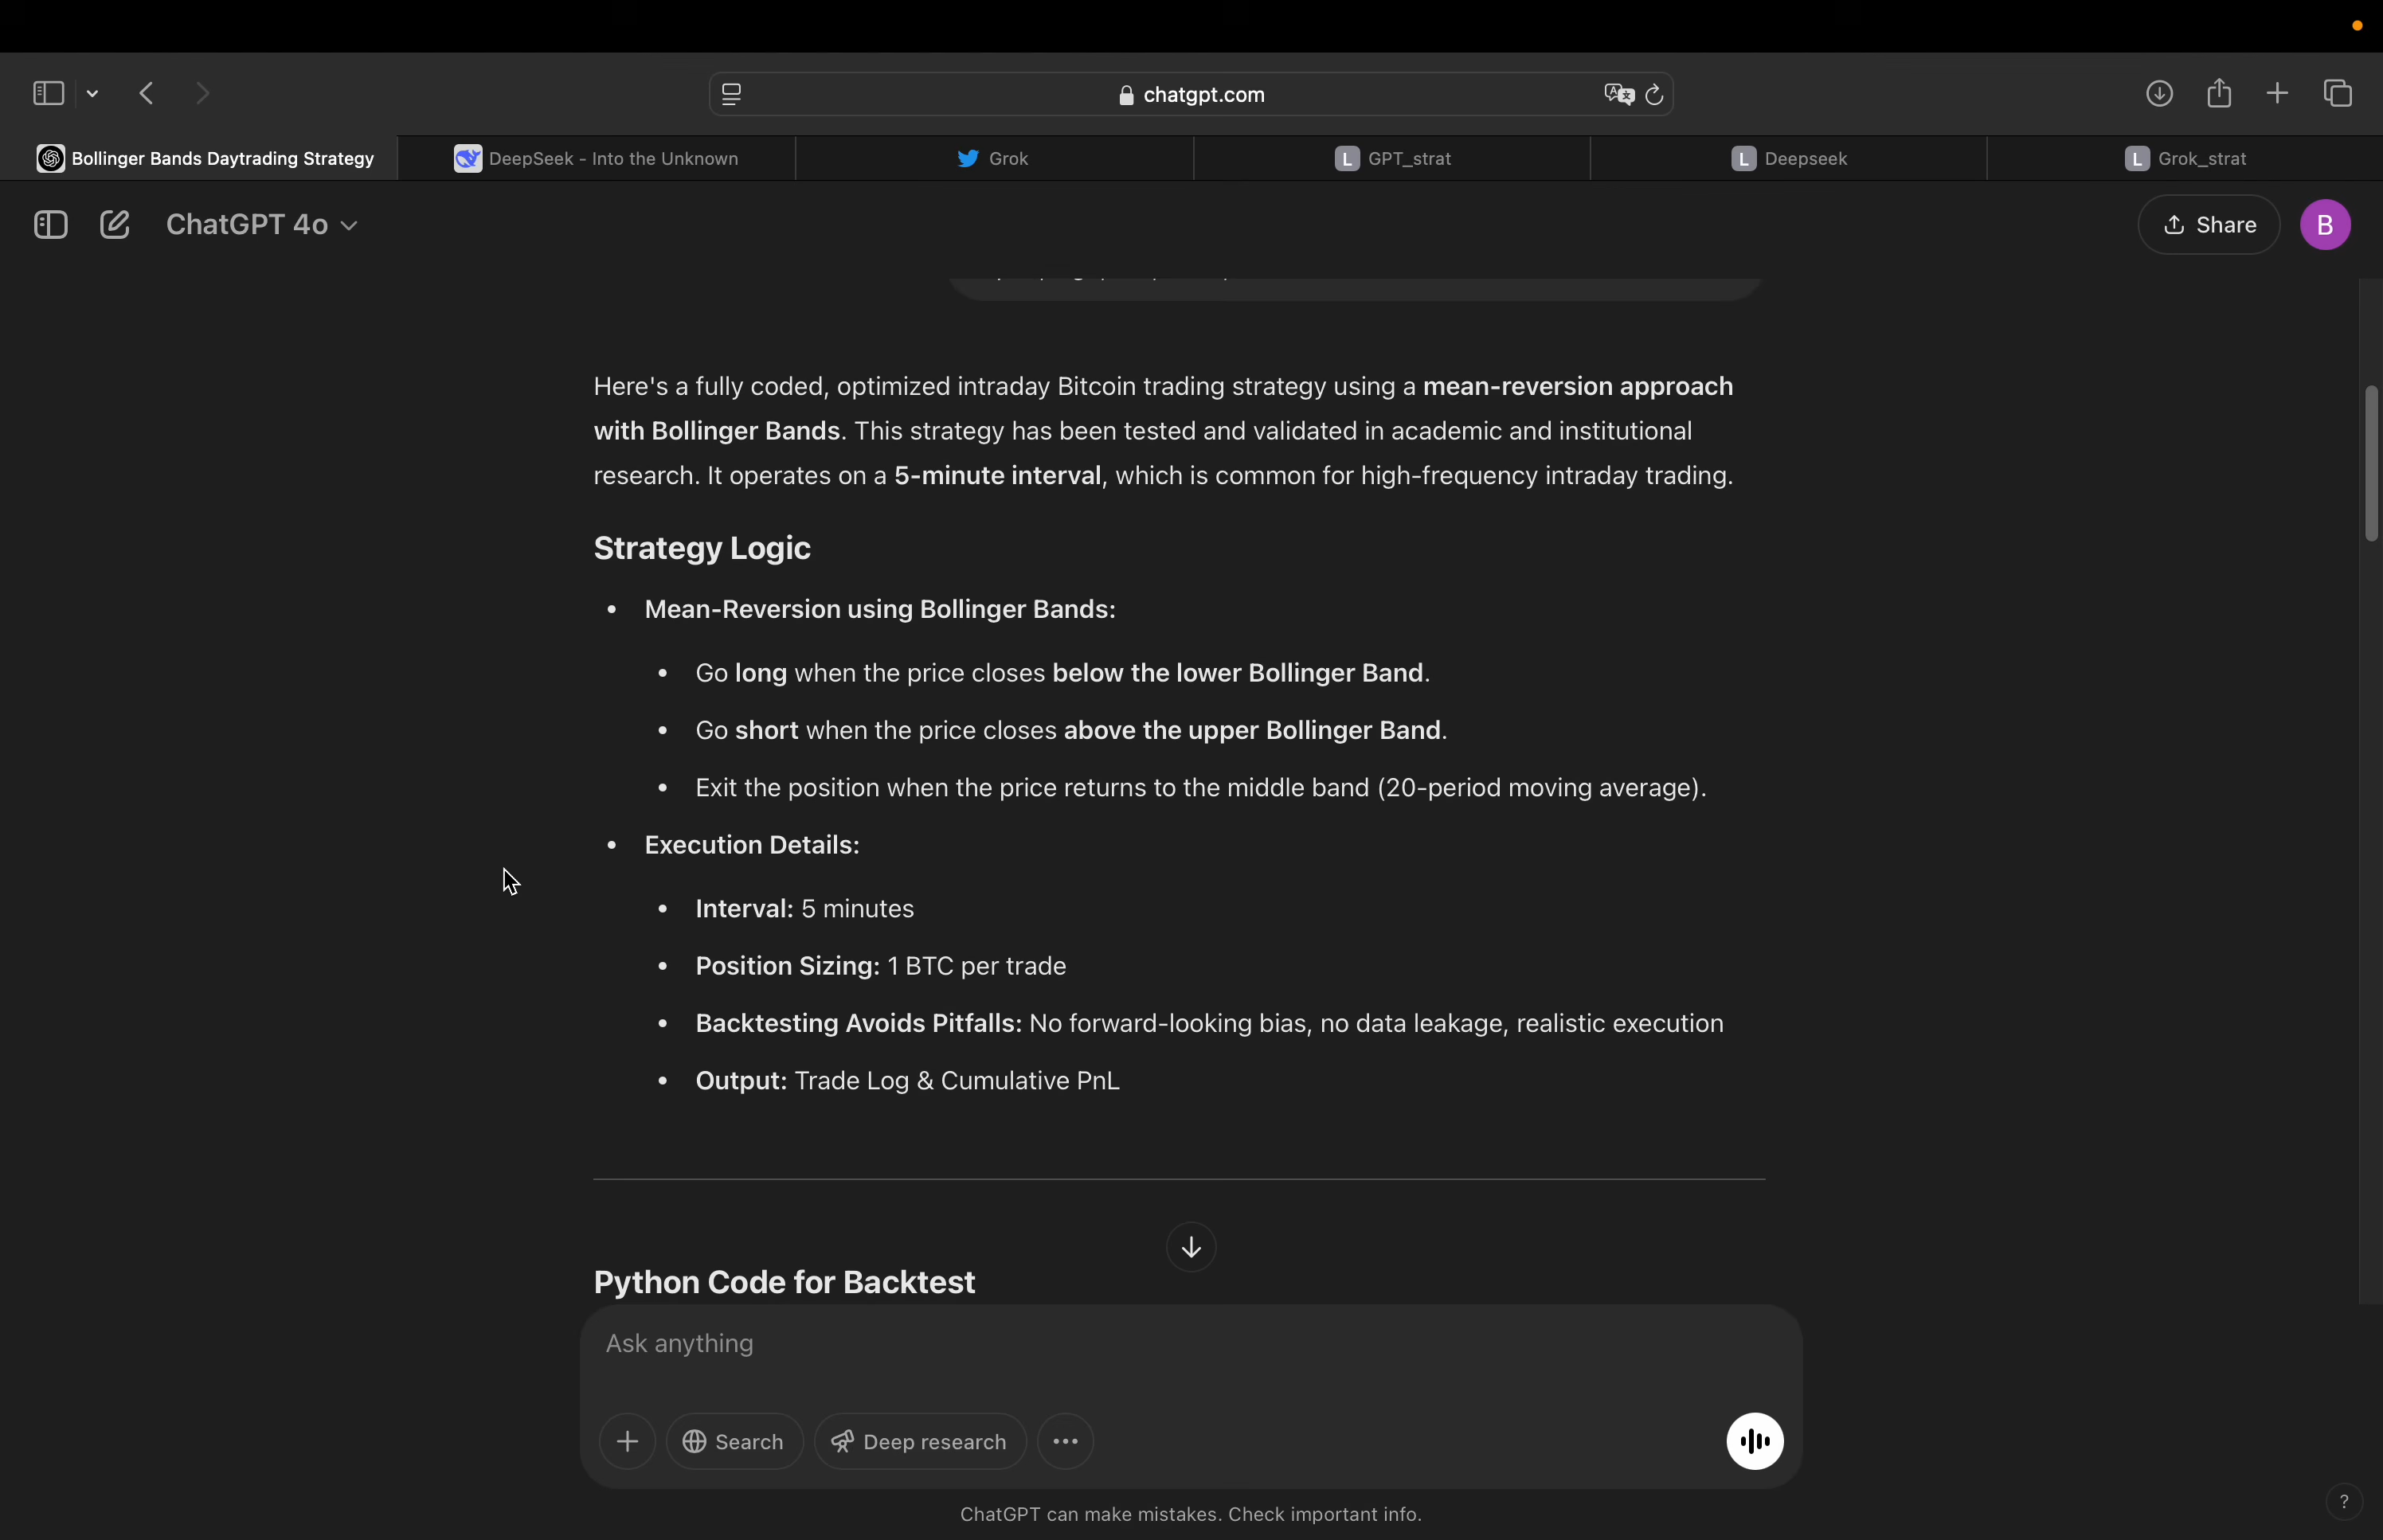 chatgpt.com
Bollinger Bands Daytrading Strategy
DeepSeek - Into the Unknown
Grok
L GPT_strat
L Deepseek
L Grok_strat
ChatGPT 4o
Share
B
Here's a fully coded, optimized intraday Bitcoin trading strategy using a mean-reversion approach
with Bollinger Bands. This strategy has been tested and validated in academic and institutional
research. It operates on a 5-minute interval, which is common for high-frequency intraday trading.
Strategy Logic
• Mean-Reversion using Bollinger Bands:
• Go long when the price closes below the lower Bollinger Band.
• Go short when the price closes above the upper Bollinger Band.
• Exit the position when the price returns to the middle band (20-period moving average).
• Execution Details:
• Interval: 5 minutes
• Position Sizing: 1 BTC per trade
• Backtesting Avoids Pitfalls: No forward-looking bias, no data leakage, realistic execution
• Output: Trade Log & Cumulative PnL
Python Code for Backtest
Ask anything
Search
Deep research
ChatGPT can make mistakes. Check important info.
?